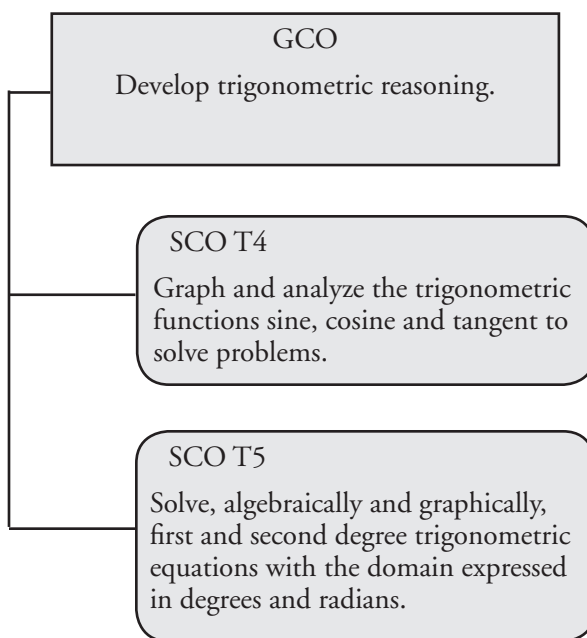 GCO
Develop trigonometric reasoning.
SCO T4
Graph and analyze the trigonometric
functions sine, cosine and tangent to
solve problems.
SCO T5
Solve, algebraically and graphically,
first and second degree trigonometric
equations with the domain expressed
in degrees and radians.